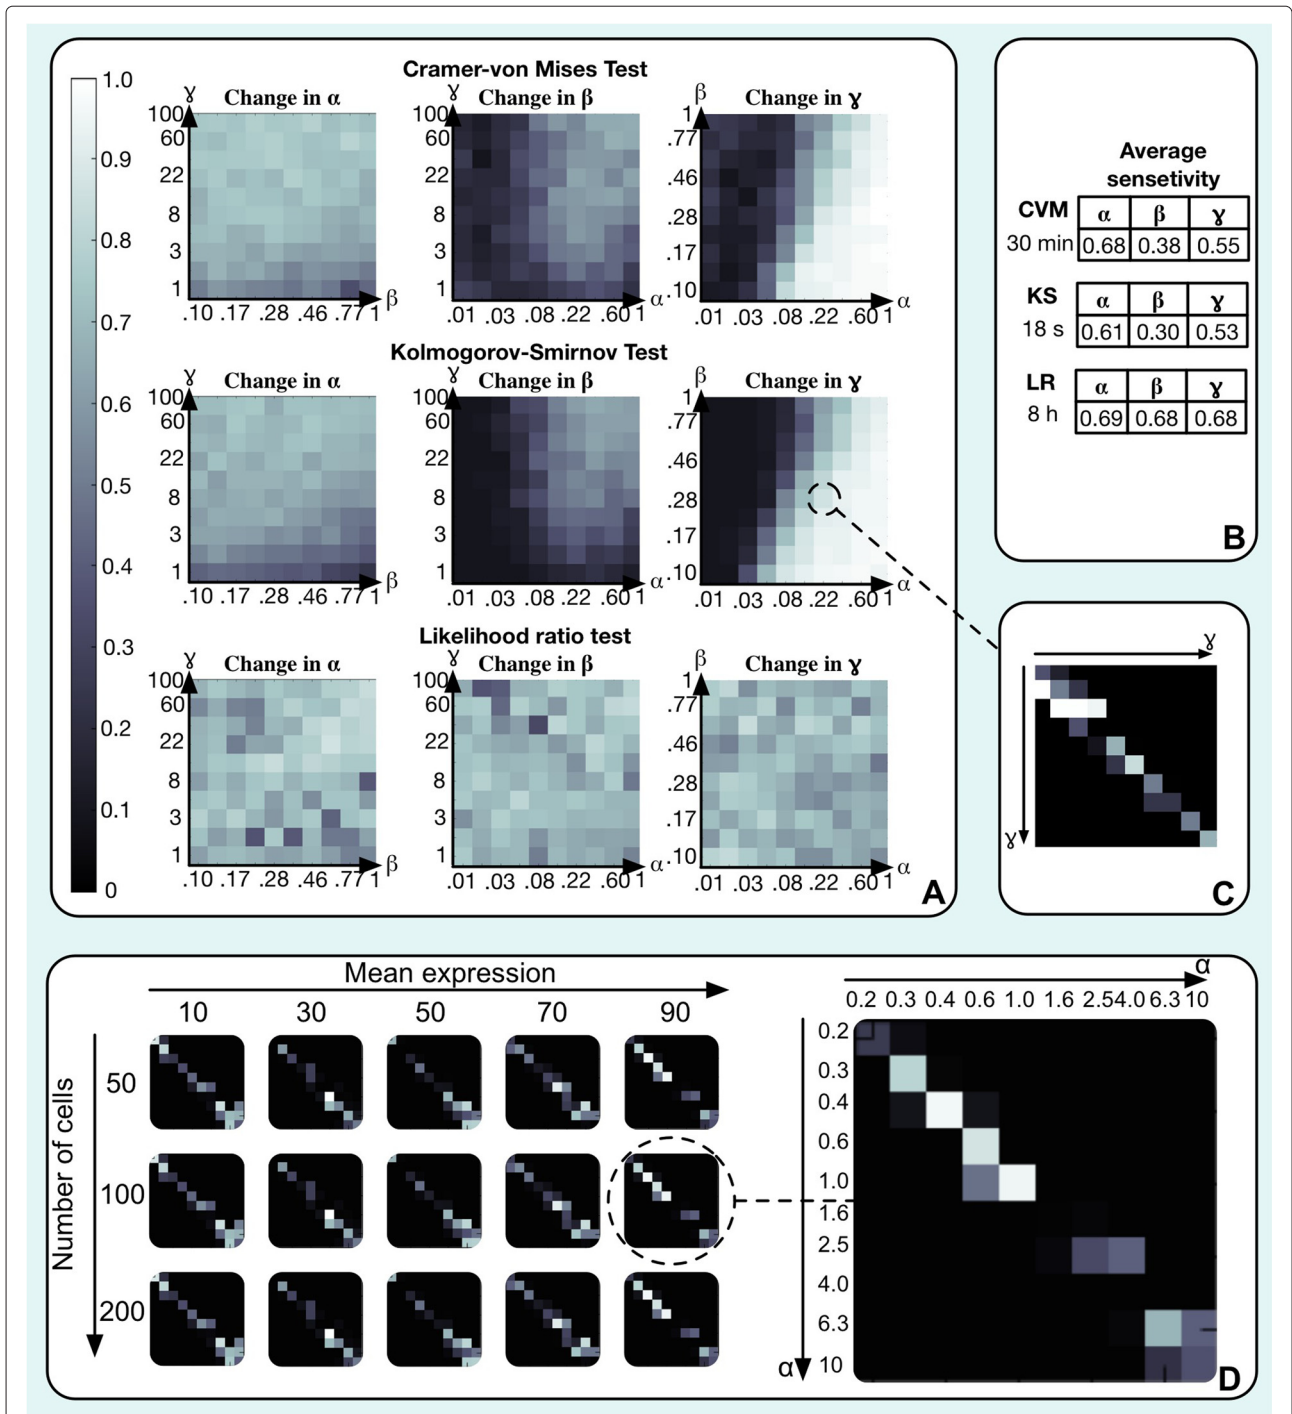 Cramer-von Mises Test
1.0
0.9
0.8
0.7
0.6
0.5
0.4
0.3
0.2
0.1
0
Change in α
ɣ
100
60
22
8
3
1
.10 .17 .28 .46 .77 1 β
Change in β
ɣ
.01 .03 .08 .22 .60 1 α
Change in ɣ
β
1
.77
.46
.28
.17
.10
.01 .03 .08 .22 .60 1 α
Kolmogorov-Smirnov Test
Change in α
ɣ
100
60
22
8
3
1
.10 .17 .28 .46 .77 1 β
Change in β
ɣ
100
60
22
8
3
1
.01 .03 .08 .22 .60 1 α
Change in ɣ
β
1
.77
.46
.28
.17
.10
.01 .03 .08 .22 .60 1 α
Likelihood ratio test
Change in α
ɣ
100
60
22
8
3
1
.10 .17 .28 .46 .77 1 β
Change in β
ɣ
100
60
22
8
3
1
.01 .03 .08 .22 .60 1 α
Change in ɣ
β
1
.77
.46
.28
.17
.10
.01 .03 .08 .22 .60 1 α
A
Average
sensetivity
CVM α β ɣ
30 min 0.68 0.38 0.55
KS α β ɣ
18 s 0.61 0.30 0.53
LR α β ɣ
8 h 0.69 0.68 0.68
B
ɣ
ɣ
C
Mean expression
10 30 50 70 90
Number of cells
50
100
200
α
0.2 0.3 0.4 0.6 1.0 1.6 2.5 4.0 6.3 10
0.2
0.3
0.4
0.6
1.0
1.6
2.5
4.0
6.3
10
α
D